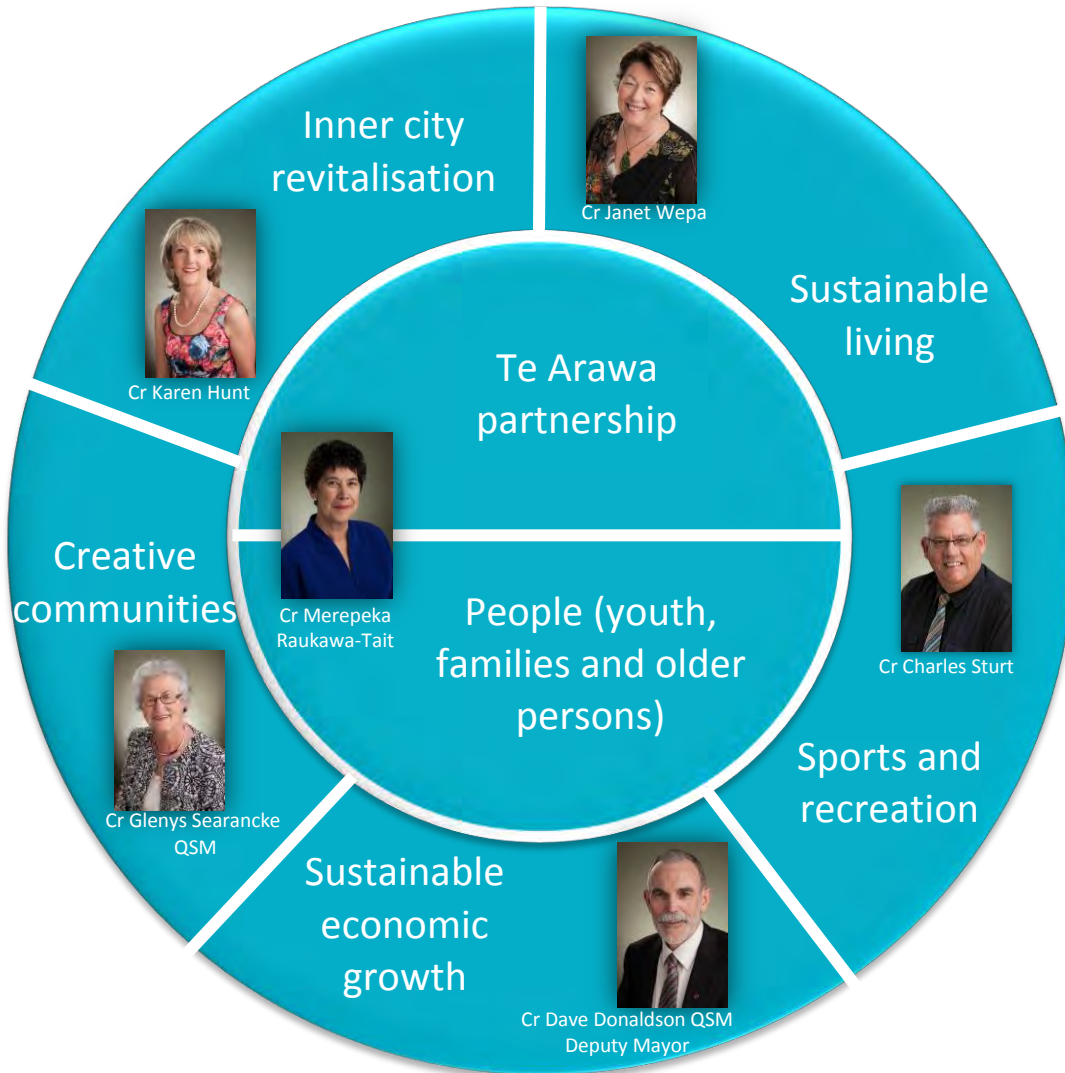 Inner city
revitalisation
Cr Karen Hunt
Cr Janet Wepa
Sustainable
living
Te Arawa
partnership
Cr Merepeka
Raukawa-Tait
People (youth,
families and older
persons)
Creative
communities
Cr Glenys Searancke
QSM
Cr Charles Sturt
Sports and
recreation
Sustainable
economic
growth
Cr Dave Donaldson QSM
Deputy Mayor